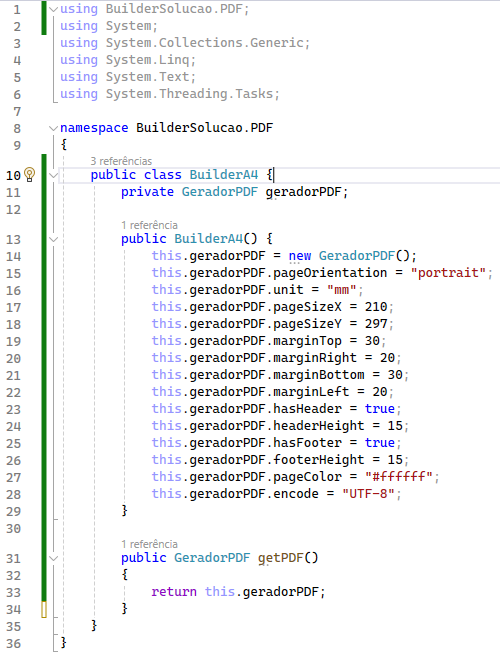 1 using BuilderSolucao.PDF;
2 using System;
3 using System.Collections.Generic;
4 using System.Linq;
5 using System.Text;
6 using System.Threading.Tasks;
7
8 namespace BuilderSolucao.PDF
9 {
3 referências
10 public class BuilderA4 {
11 private GeradorPDF geradorPDF;
12
1 referência
13 public BuilderA4() {
14 this.geradorPDF = new GeradorPDF();
15 this.geradorPDF.pageOrientation = "portrait";
16 this.geradorPDF.unit = "mm";
17 this.geradorPDF.pageSizeX = 210;
18 this.geradorPDF.pageSizeY = 297;
19 this.geradorPDF.marginTop = 30;
20 this.geradorPDF.marginRight = 20;
21 this.geradorPDF.marginBottom = 30;
22 this.geradorPDF.marginLeft = 20;
23 this.geradorPDF.hasHeader = true;
24 this.geradorPDF.headerHeight = 15;
25 this.geradorPDF.hasFooter = true;
26 this.geradorPDF.footerHeight = 15;
27 this.geradorPDF.pageColor = "#ffffff";
28 this.geradorPDF.encode = "UTF-8";
29 }
30
1 referência
31 public GeradorPDF getPDF()
32 {
33 return this.geradorPDF;
34 }
35 }
36 }